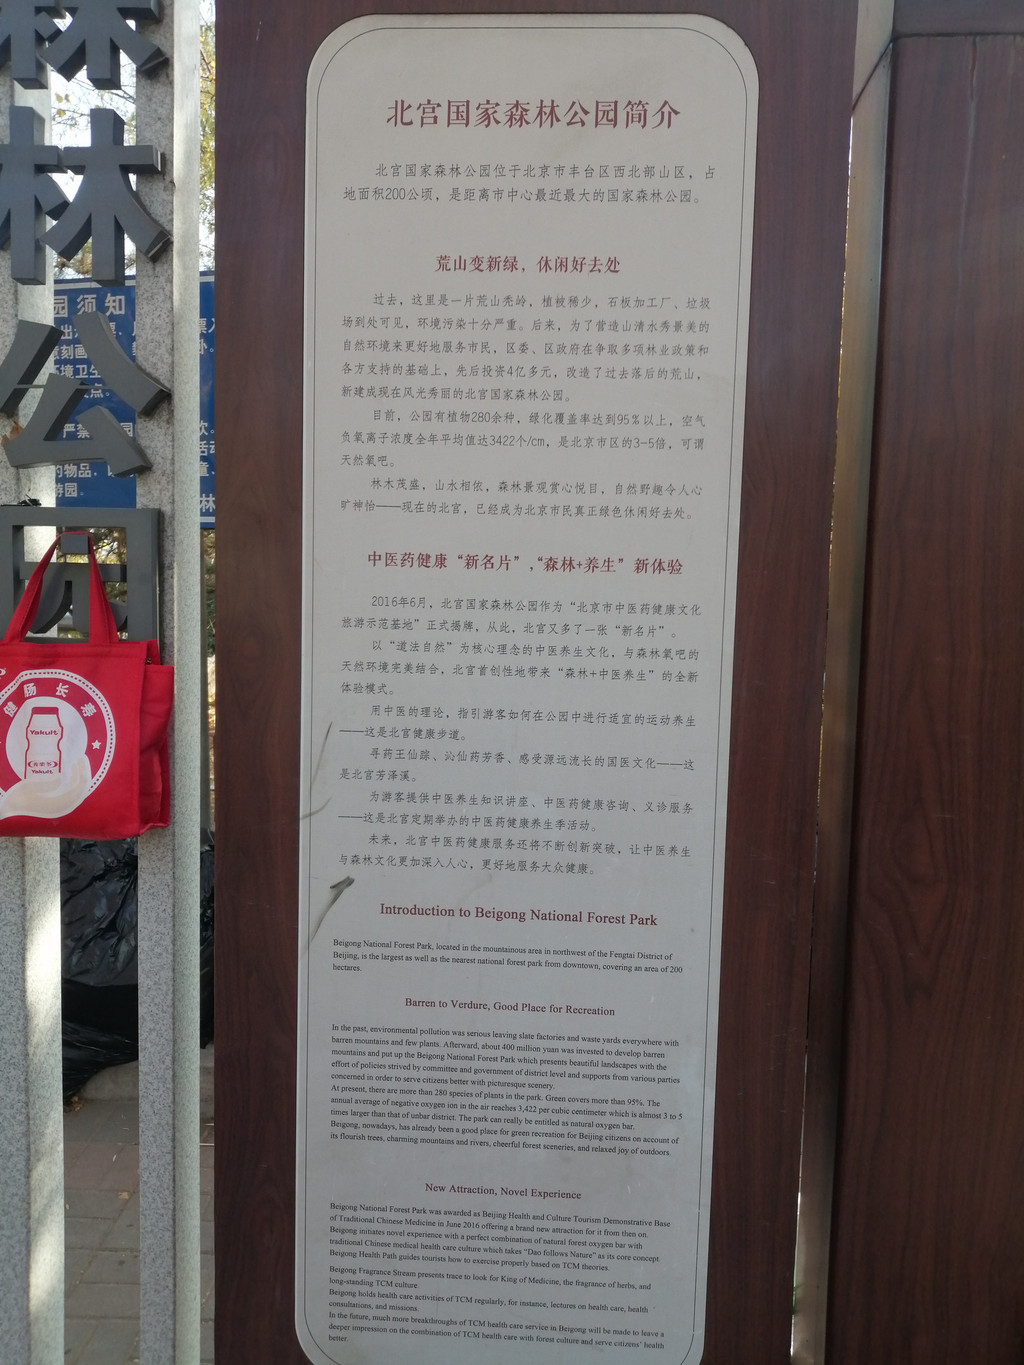 北宫国家森林公园简介
北宫国家森林公园位于北京市丰台区西北部山区，占
地面积200公顷，是距离市中心最近最大的国家森林公园。
荒山变新绿，休闲好去处
过去，这里是一片荒山秃岭，植被稀少，石板加工厂、垃圾
场到处可见，环境污染十分严重。后来，为了营造山清水秀景美的
自然环境来更好地服务市民，区委、区政府在争取多项林业政策和
各方支持的基础上，先后投资4亿多元，改造了过去落后的荒山，
新建成现在风光秀丽的北宫国家森林公园。
目前，公园有植物280余种，绿化覆盖率达到95%以上，空气
负氧离子浓度全年平均值达3422个/cm，是北京市区的3-5倍，可谓
天然氧吧。
林木茂盛，山水相依，森林景观赏心悦目，自然野趣令人心
旷神怡——现在的北宫，已经成为北京市民真正绿色休闲好去处。
中医药健康“新名片”,“森林+养生”新体验
2016年6月，北宫国家森林公园作为“北京市中医药健康文化
旅游示范基地”正式揭牌，从此，北宫又多了一张“新名片”。
以“道法自然”为核心理念的中医养生文化，与森林氧吧的
天然环境完美结合，北宫首创性地带来“森林+中医养生”的全新
体验模式。
用中医的理论，指引游客如何在公园中进行适宜的运动养生
——这是北宫健康步道。
寻药王仙踪、沁仙药芳香、感受源远流长的国医文化——这
是北宫芳泽溪。
为游客提供中医养生知识讲座、中医药健康咨询、义诊服务
——这是北宫定期举办的中医药健康养生季活动。
未来，北宫中医药健康服务还将不断创新突破，让中医养生
与森林文化更加深入人心，更好地服务大众健康。
Introduction to Beigong National Forest Park
Beigong National Forest Park, located in the mountainous area in northwest of the Fengtai District of
Beijing, is the largest as well as the nearest national forest park from downtown, covering an area of 200
hectares.
Barren to Verdure, Good Place for Recreation
In the past, environmental pollution was serious leaving slate factories and waste yards everywhere with
barren mountains and few plants. Afterward, about 400 million yuan was invested to develop barren
mountains and put up the Beigong National Forest Park which presents beautiful landscapes with the
effort of policies strived by committee and government of district level and supports from various parties
concerned in order to serve citizens better with picturesque scenery.
At present, there are more than 280 species of plants in the park. Green covers more than 95%. The
annual average of negative oxygen ion in the air reaches 3,422 per cubic centimeter which is almost 3 to 5
times larger than that of unbar district. The park can really be entitled as natural oxygen bar.
Beigong, nowadays, has already been a good place for green recreation for Beijing citizens on account of
its flourish trees, charming mountains and rivers, cheerful forest sceneries, and relaxed joy of outdoors.
New Attraction, Novel Experience
Beigong National Forest Park was awarded as Beijing Health and Culture Tourism Demonstrative Base
of Traditional Chinese Medicine in June 2016 offering a brand new attraction for it from then on.
Beigong initiates novel experience with a perfect combination of natural forest oxygen bar with
traditional Chinese medical health care culture which takes "Dao follows Nature" as its core concept.
Beigong Health Path guides tourists how to exercise properly based on TCM theories.
Beigong Fragrance Stream presents trace to look for King of Medicine, the fragrance of herbs, and
long-standing TCM culture.
Beigong holds health care activities of TCM regularly, for instance, lectures on health care, health
consultations, and missions.
In the future, much more breakthroughs of TCM health care service in Beigong will be made to leave a
deeper impression on the combination of TCM health care with forest culture and serve citizens' health
better.
林
林
公
园
园须知
健肠长寿
Yakult
Yakult